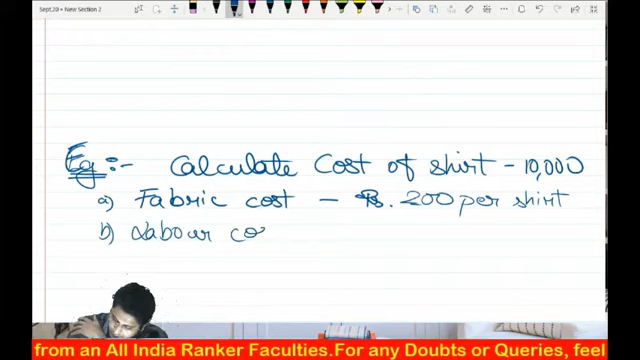 Sept.20 > New Section 2
Eg:- Calculate Cost of shirt - 10,000
a) Fabric cost - Rs. 200 per shirt
b) Labour co
from an All India Ranker Faculties.For any Doubts or Queries, feel